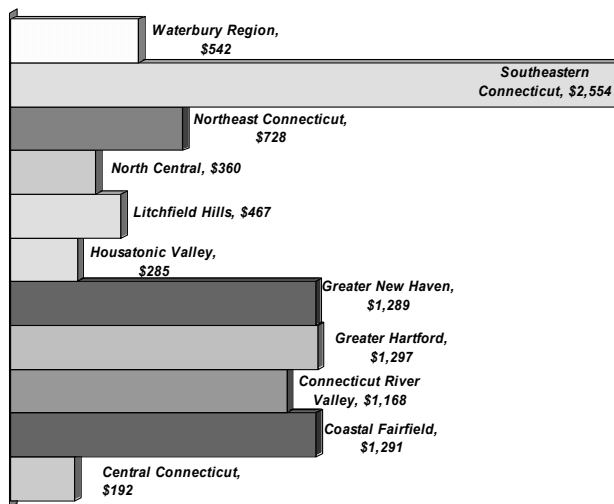 Waterbury Region,
$542
Southeastern
Connecticut, $2,554
Northeast Connecticut,
$728
North Central, $360
Litchfield Hills, $467
Housatonic Valley,
$285
Greater New Haven,
$1,289
Greater Hartford,
$1,297
Connecticut River
Valley, $1,168
Coastal Fairfield,
$1,291
Central Connecticut,
$192